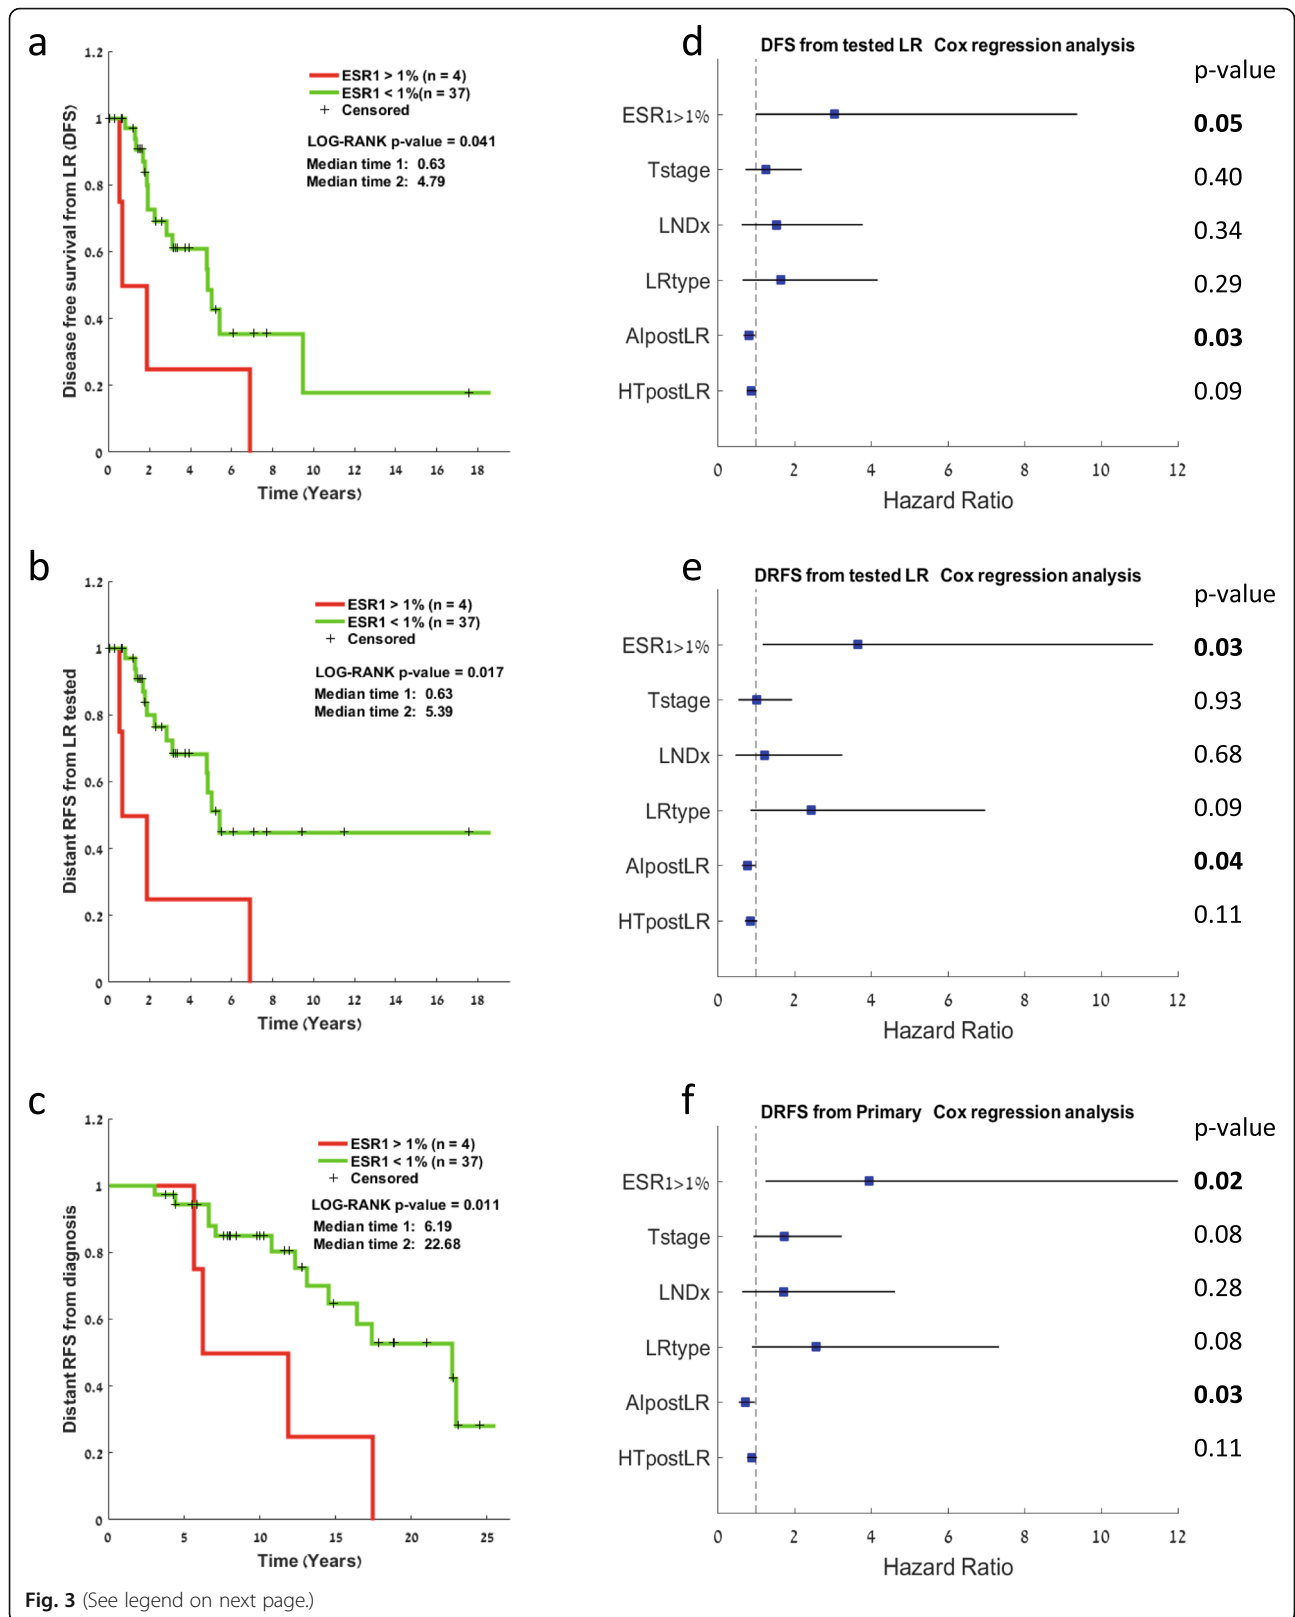 a
1.2
1
0.8
0.6
0.4
0.2
0
Disease free survival from LR (DFS)
ESR1 > 1% (n = 4)
ESR1 < 1%(n = 37)
Censored
LOG-RANK p-value = 0.041
Median time 1: 0.63
Median time 2: 4.79
0 2 4 6 8 10 12 14 16 18
Time (Years)
d
DFS from tested LR Cox regression analysis
p-value
ESR1>1% 0.05
Tstage 0.40
LNDx 0.34
LRtype 0.29
AIpostLR 0.03
HTpostLR 0.09
0 2 4 6 8 10 12
Hazard Ratio
b
1.2
1
0.8
0.6
0.4
0.2
0
Distant RFS from LR tested
ESR1 > 1% (n = 4)
ESR1 < 1% (n = 37)
Censored
LOG-RANK p-value = 0.017
Median time 1: 0.63
Median time 2: 5.39
0 2 4 6 8 10 12 14 16 18
Time (Years)
e
DRFS from tested LR Cox regression analysis
p-value
ESR1>1% 0.03
Tstage 0.93
LNDx 0.68
LRtype 0.09
AIpostLR 0.04
HTpostLR 0.11
0 2 4 6 8 10 12
Hazard Ratio
c
1.2
1
0.8
0.6
0.4
0.2
0
Distant RFS from diagnosis
ESR1 > 1% (n = 4)
ESR1 < 1% (n = 37)
Censored
LOG-RANK p-value = 0.011
Median time 1: 6.19
Median time 2: 22.68
0 5 10 15 20 25
Time (Years)
f
DRFS from Primary Cox regression analysis
p-value
ESR1>1% 0.02
Tstage 0.08
LNDx 0.28
LRtype 0.08
AIpostLR 0.03
HTpostLR 0.11
0 2 4 6 8 10 12
Hazard Ratio
Fig. 3 (See legend on next page.)